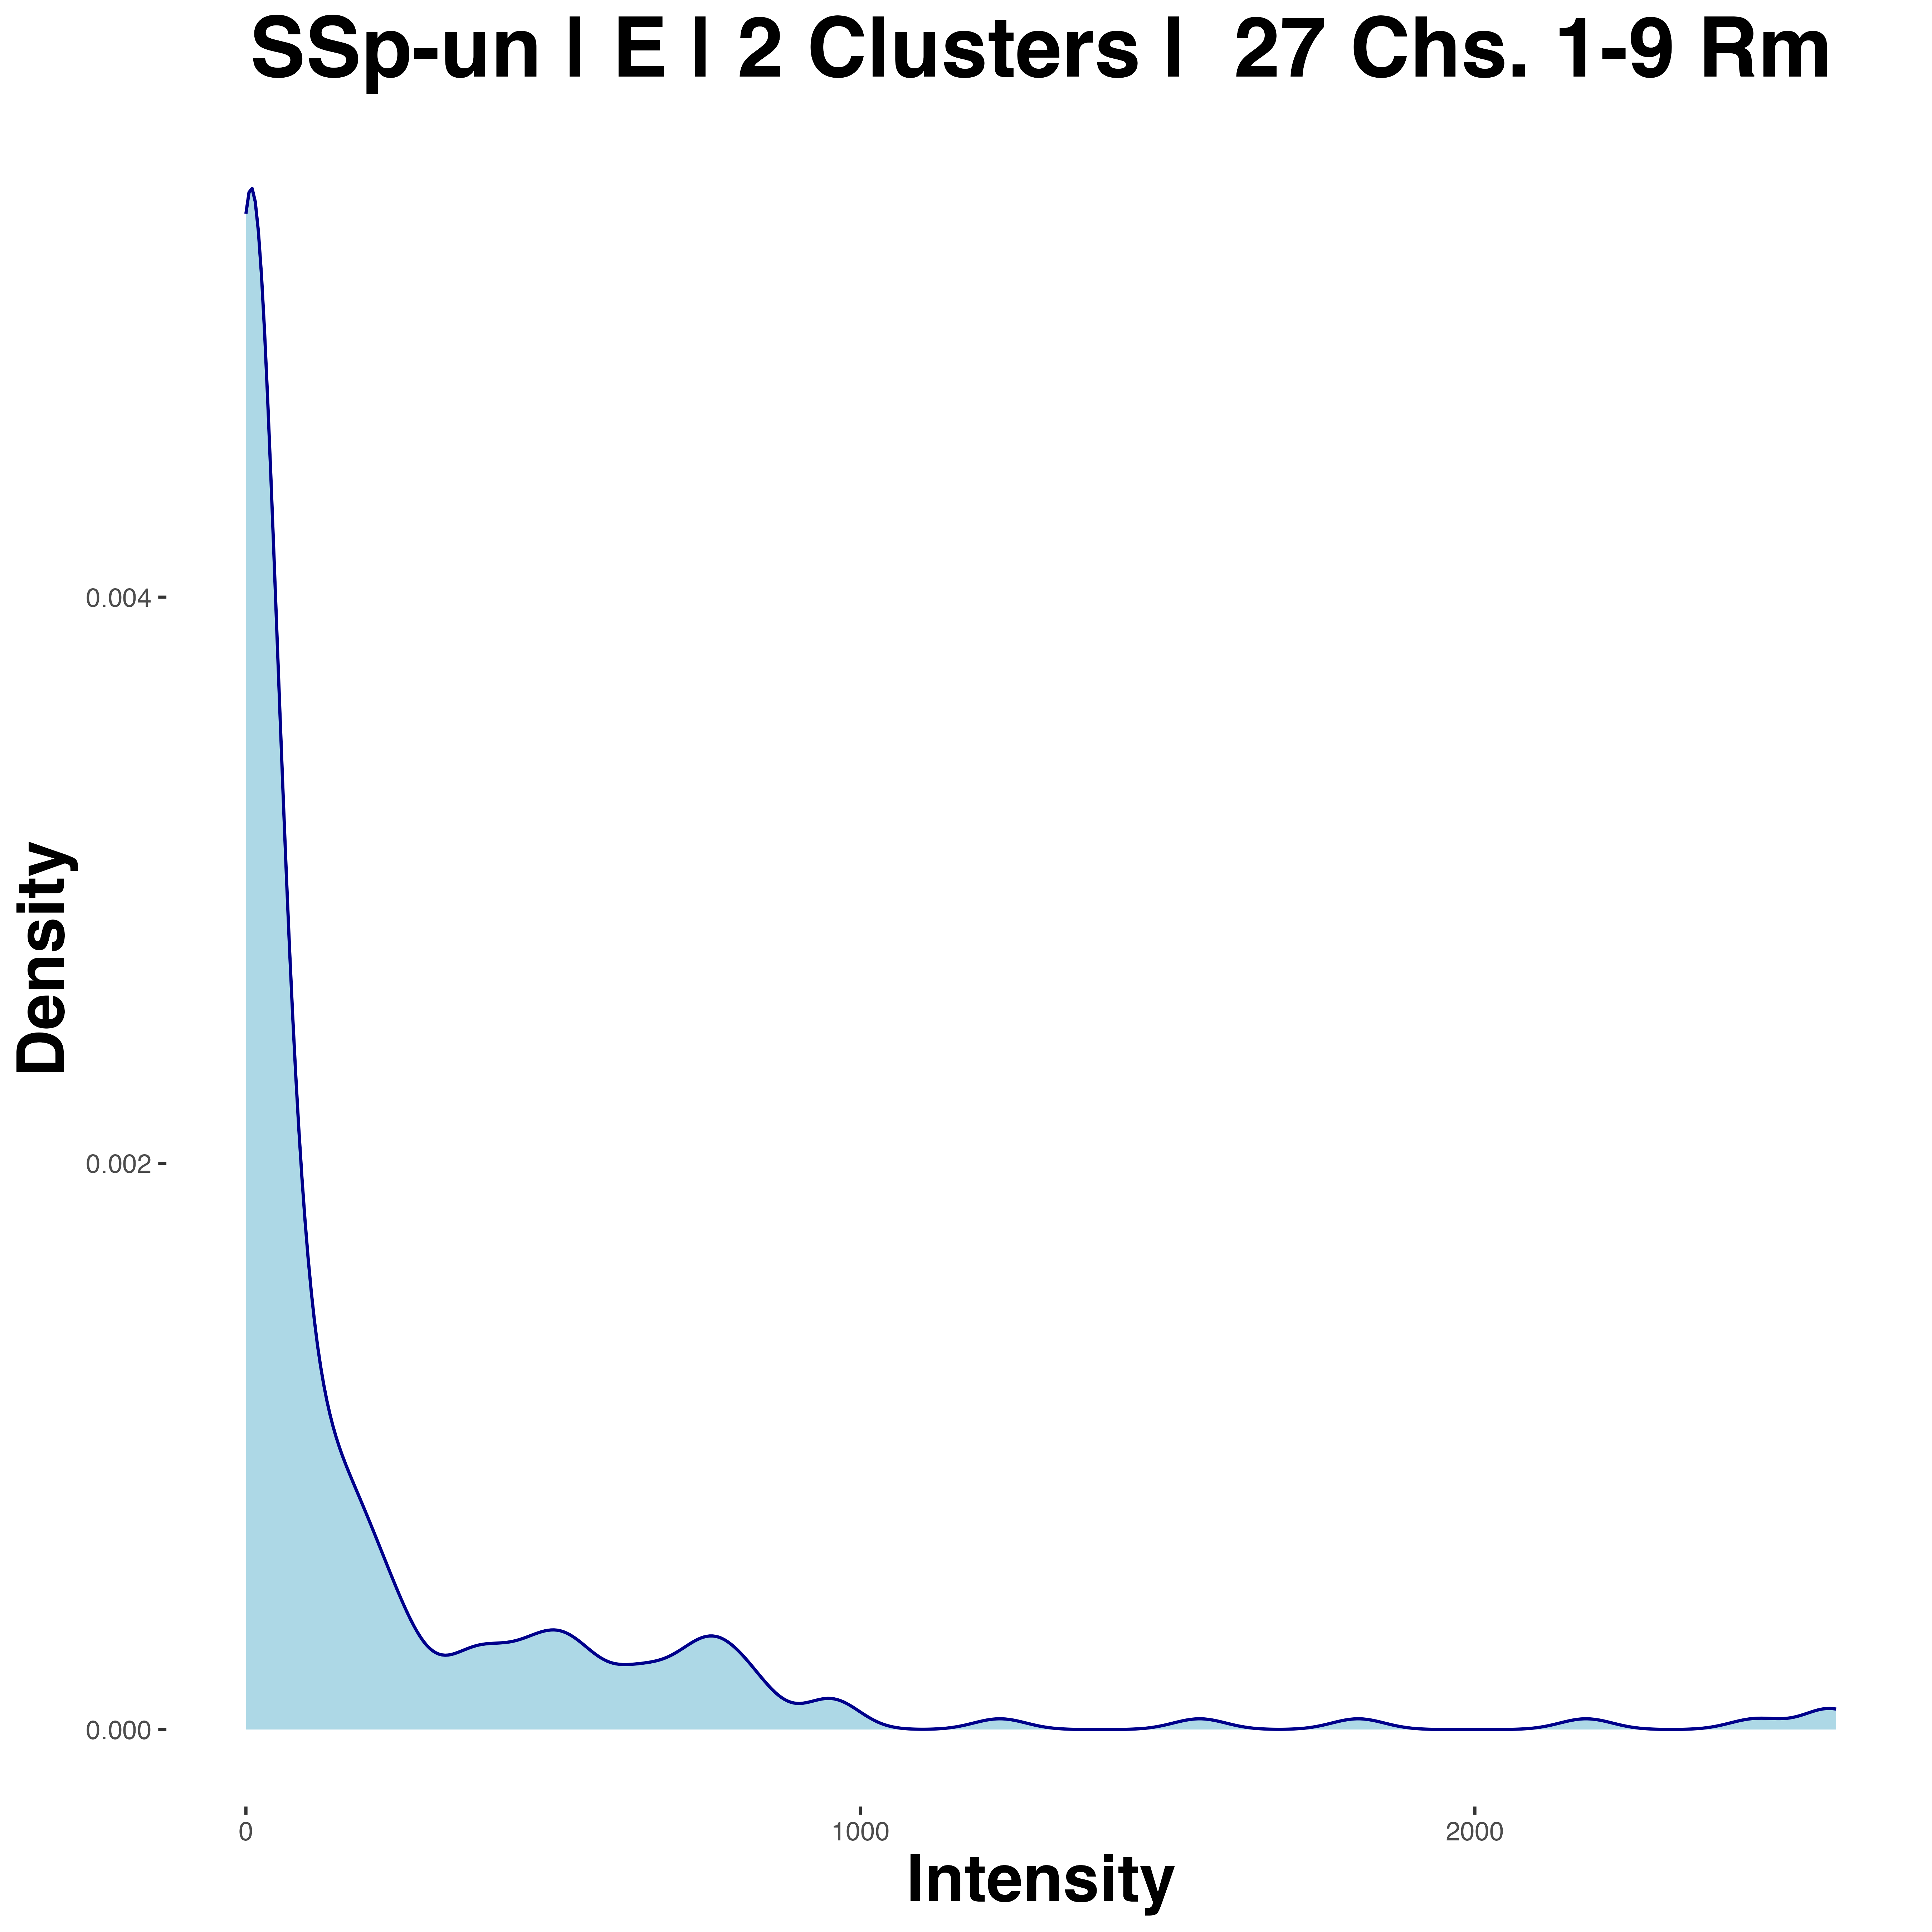 SSp-un | E | 2 Clusters |  27 Chs. 1-9 Rm
Density
0.004
0.002
0.000
0
1000
2000
Intensity